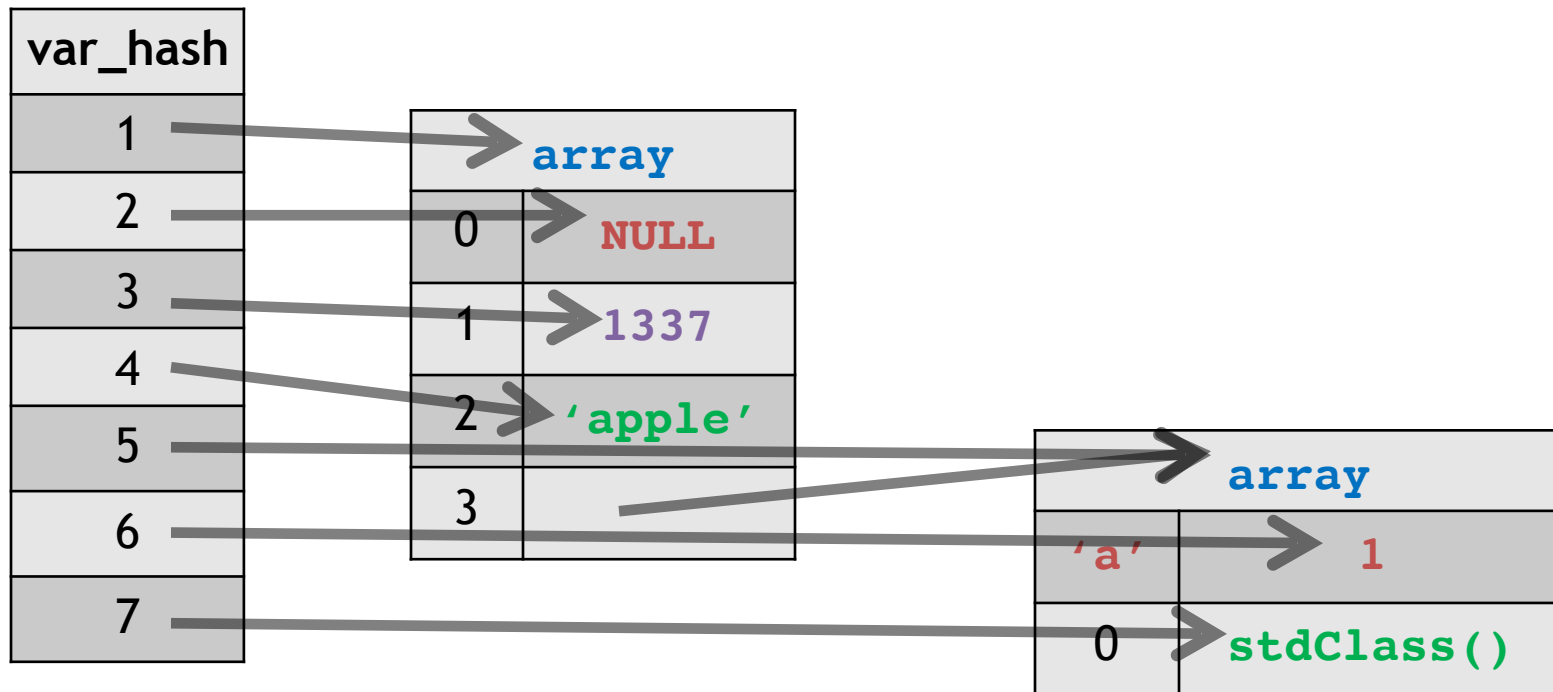 var_hash
1
2
3
4
5
6
7
array
0 NULL
1 1337
2 ‘apple’
3
array
‘a’ 1
0 stdClass()